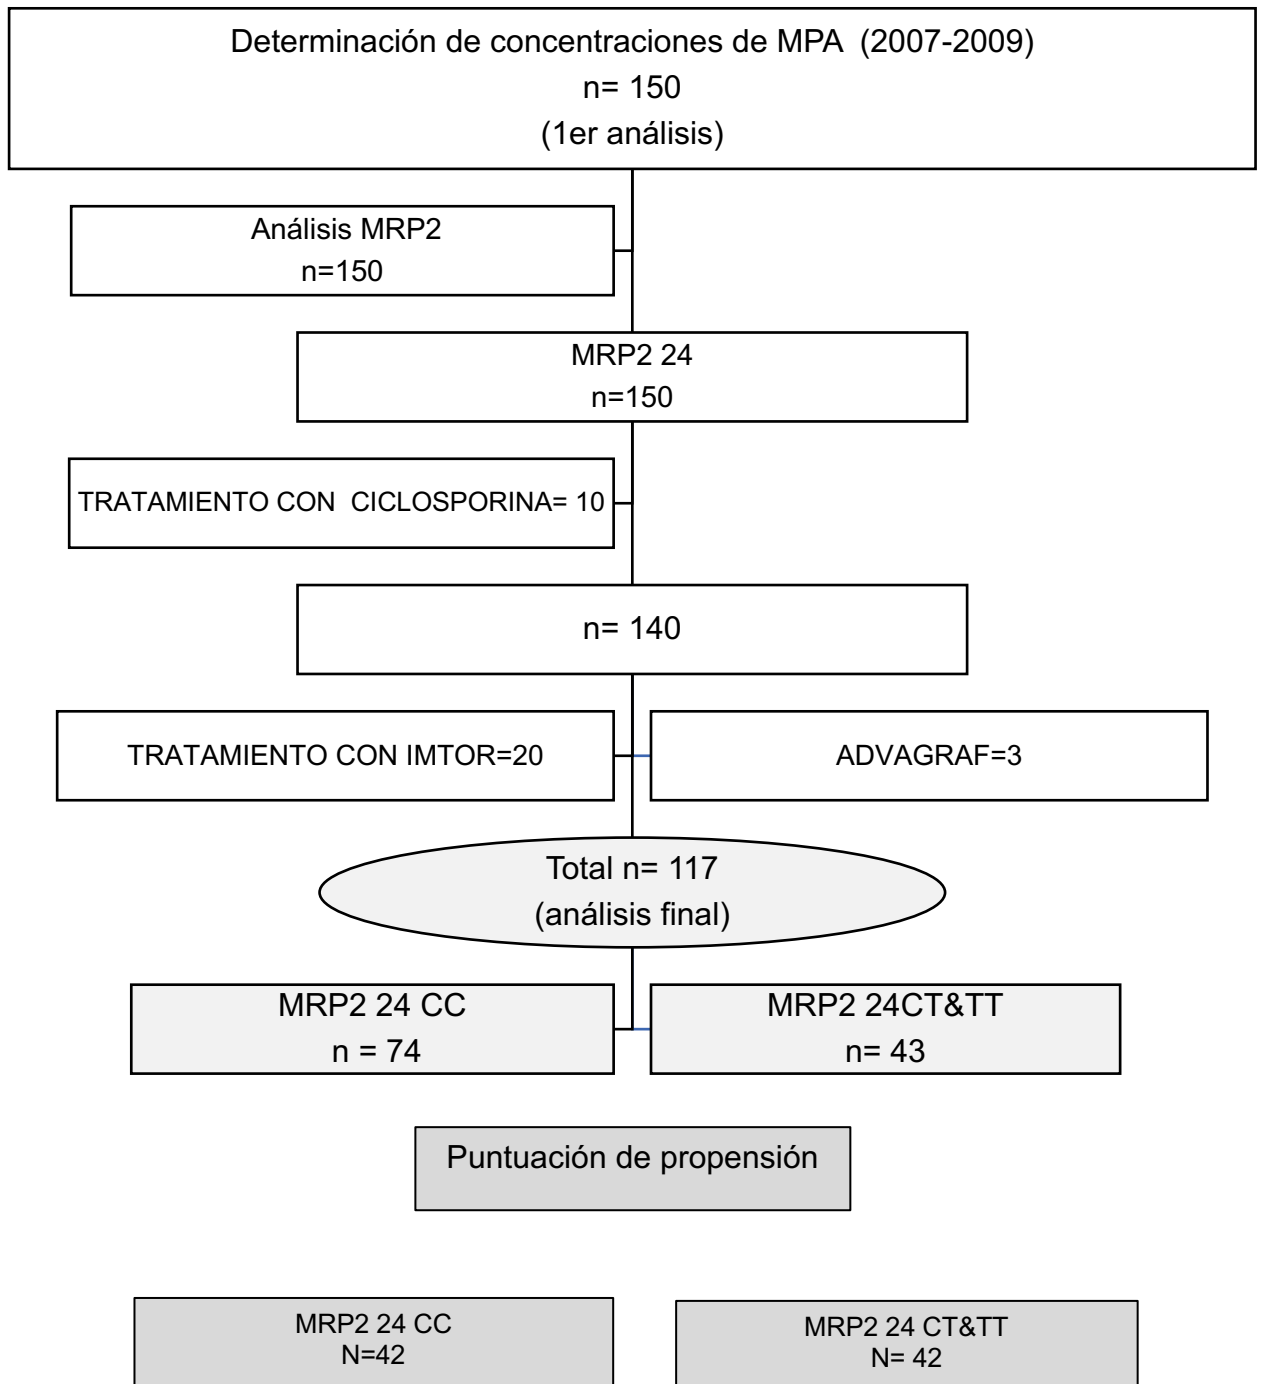 Determinación de concentraciones de MPA (2007-2009)
n= 150
(1er análisis)
Análisis MRP2
n=150
MRP2 24
n=150
TRATAMIENTO CON CICLOSPORINA= 10
n= 140
TRATAMIENTO CON IMTOR=20
ADVAGRAF=3
Total n= 117
(análisis final)
MRP2 24 CC
n = 74
MRP2 24CT&TT
n= 43
Puntuación de propensión
MRP2 24 CC
N=42
MRP2 24 CT&TT
N= 42